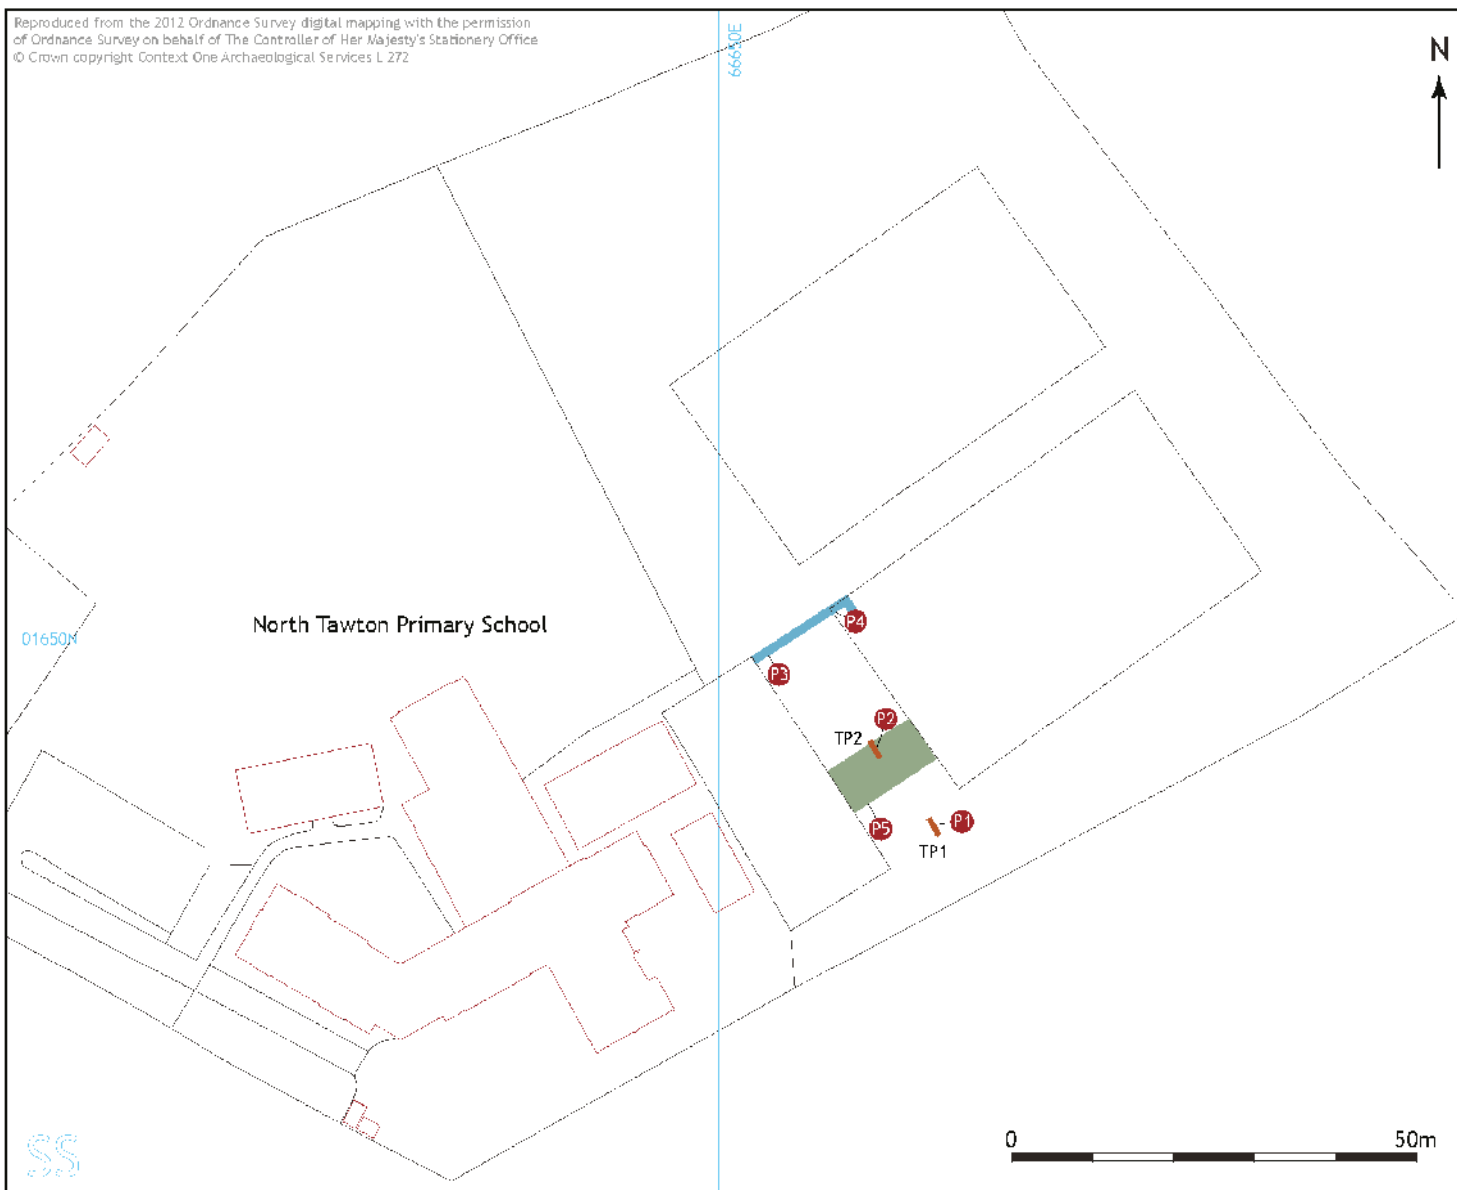 Reproduced from the 2012 Ordnance Survey digital mapping with the permission
of Ordnance Survey on behalf of The Controller of Her Majesty's Stationery Office
© Crown copyright Context One Archaeological Services L 272
66650E
N
North Tawton Primary School
01650N
P4
P3
P2
TP2
P5
P1
TP1
0
50m
SS